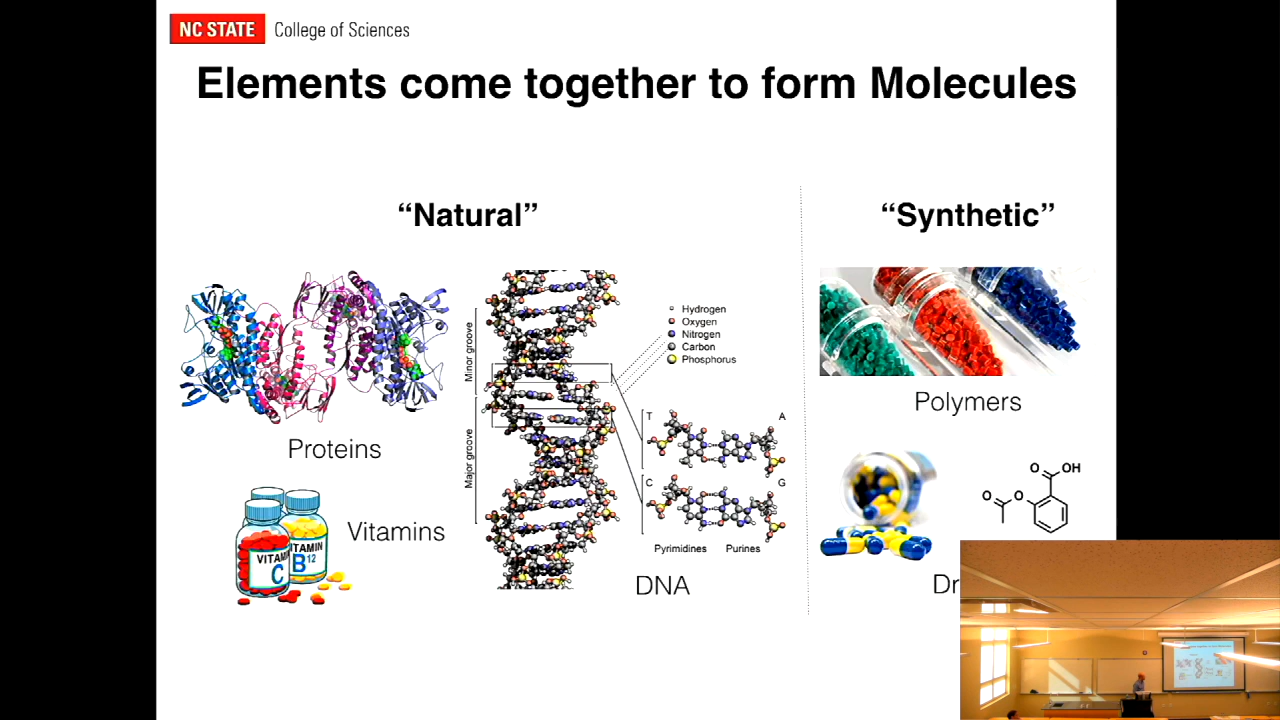 NC STATE College of Sciences
Elements come together to form Molecules
“Natural”
“Synthetic”
Proteins
VITAMIN
C
VITAMIN
B12
Vitamins
Minor groove
Major groove
Hydrogen
Oxygen
Nitrogen
Carbon
Phosphorus
T A
C G
Pyrimidines Purines
DNA
Polymers
O OH
O O
Dr